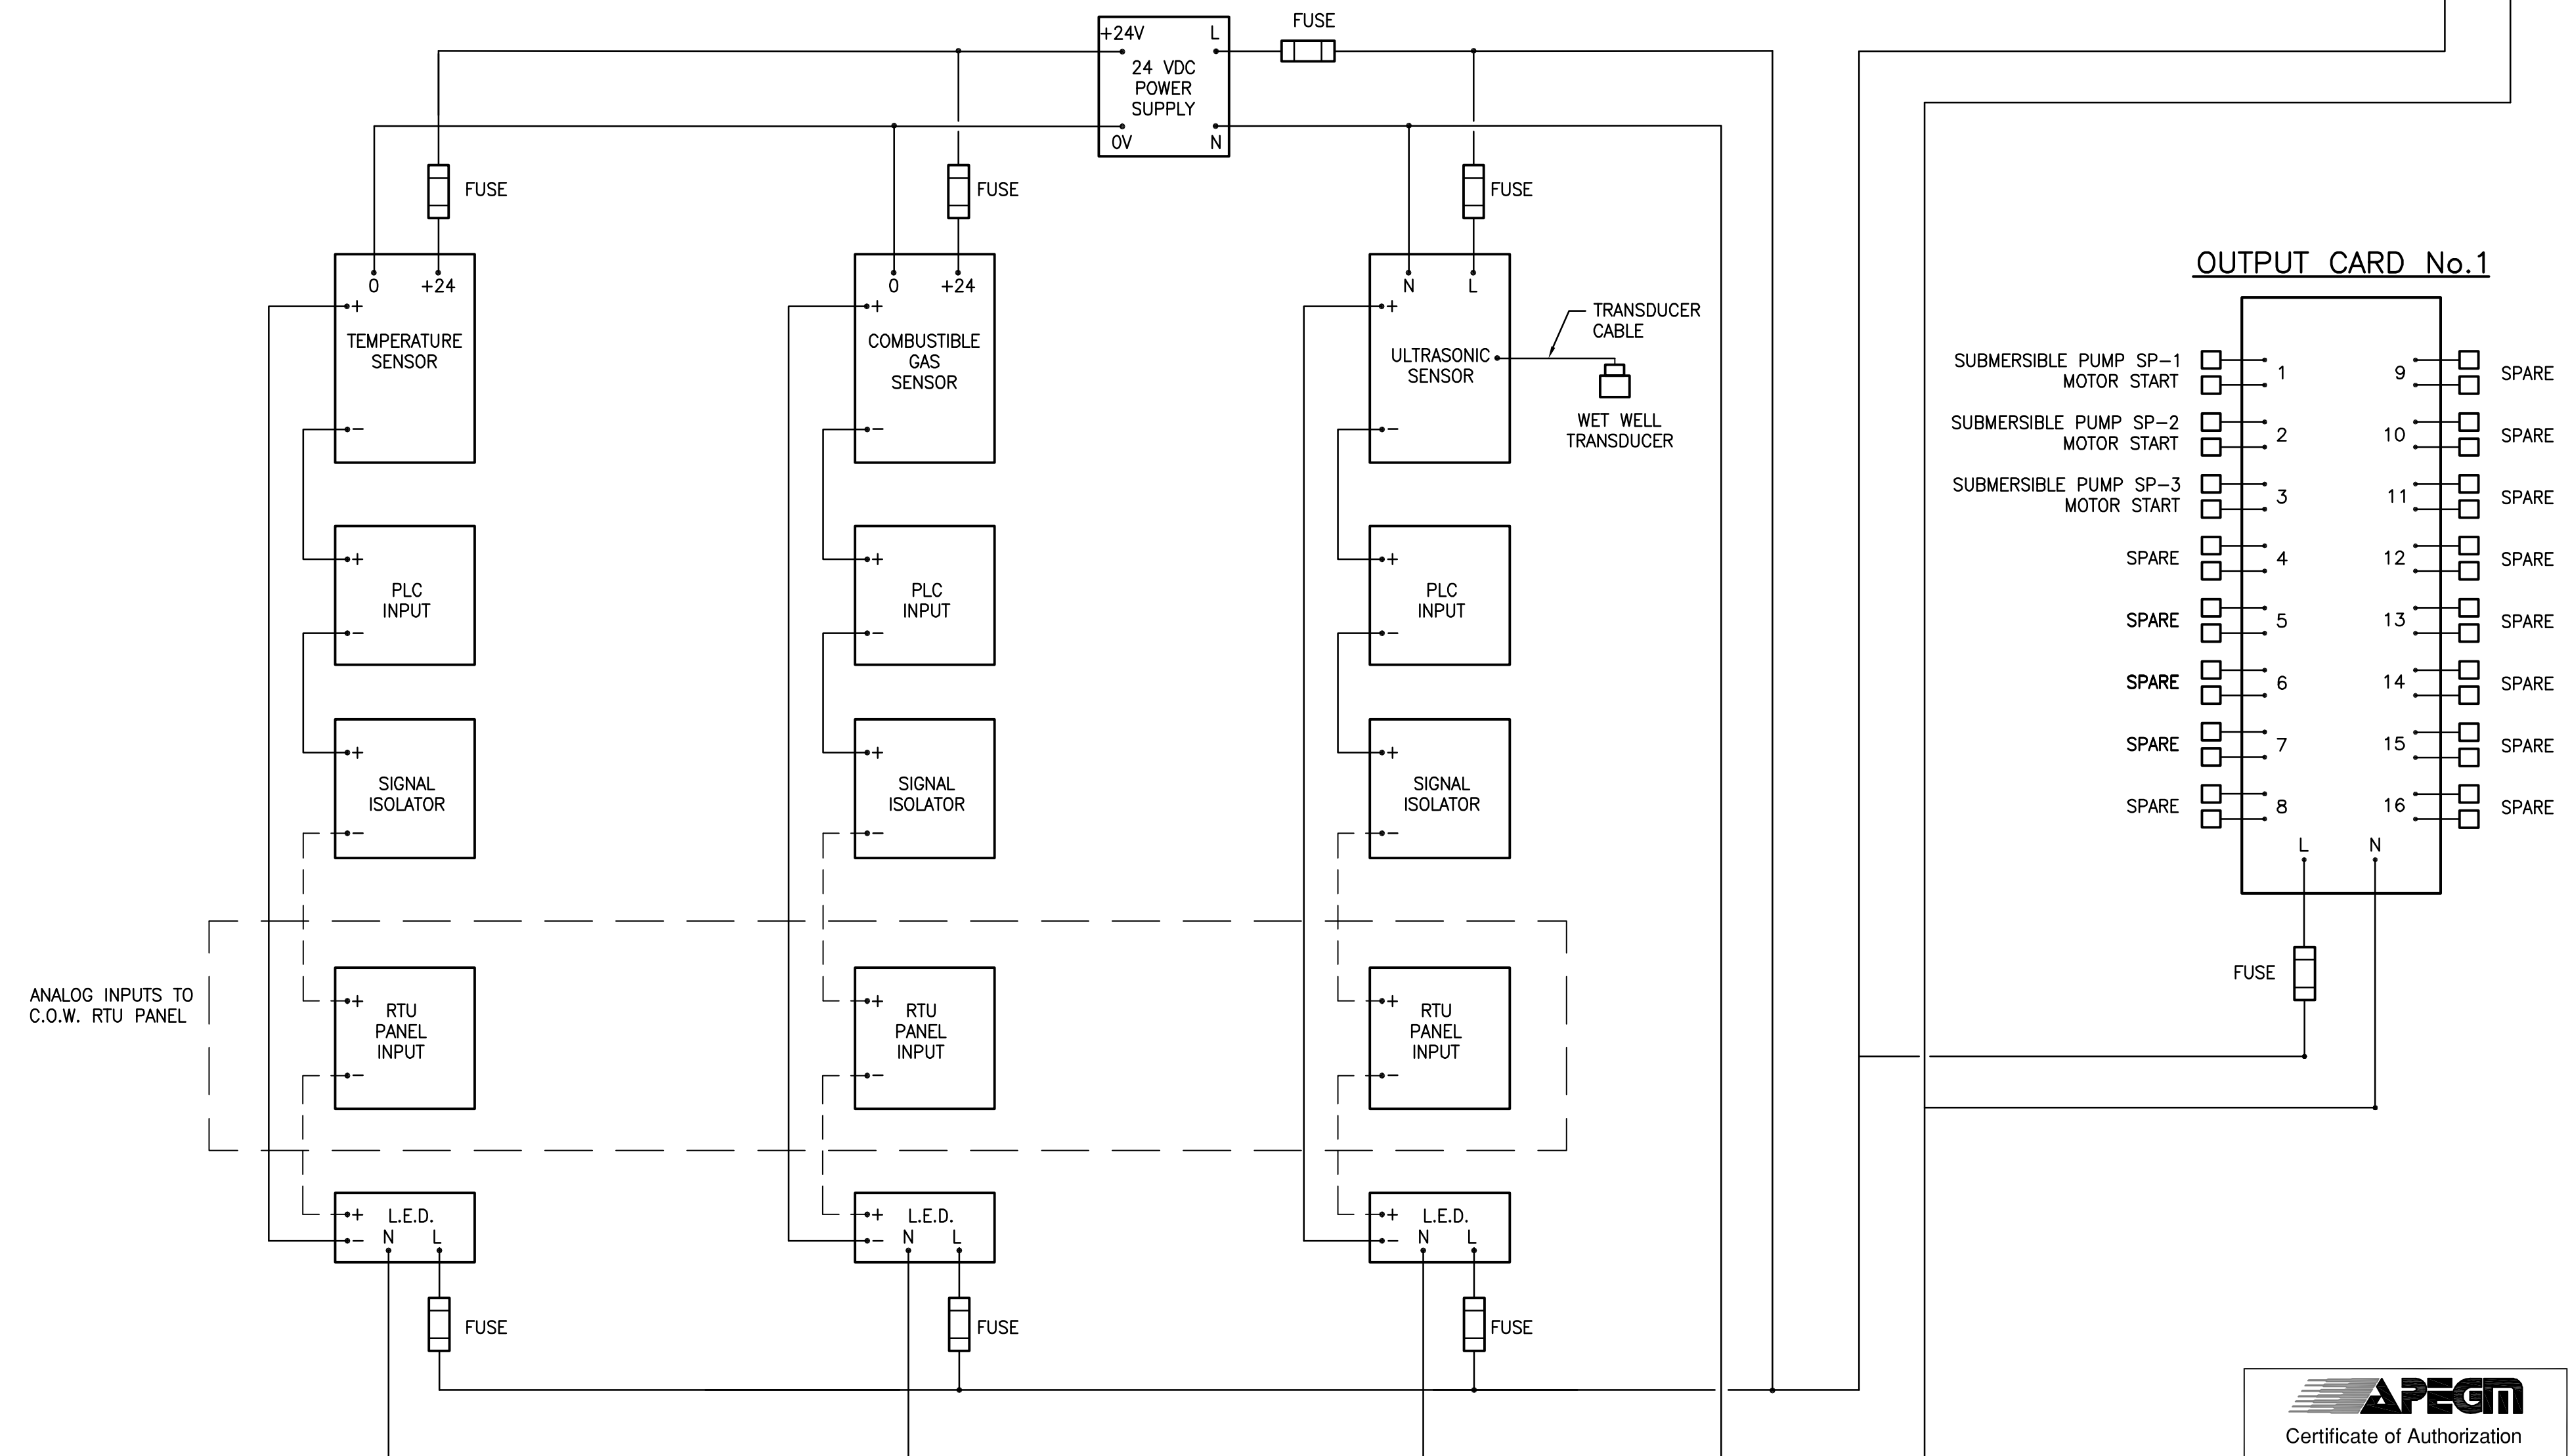 FUSE
+24V
L
24 VDC
POWER
SUPPLY
0V
N
FUSE
FUSE
FUSE
0
+24
+
TEMPERATURE
SENSOR
-
0
+24
+
COMBUSTIBLE
GAS
SENSOR
-
N
L
+
ULTRASONIC
SENSOR
-
TRANSDUCER
CABLE
WET WELL
TRANSDUCER
+
PLC
INPUT
-
+
PLC
INPUT
-
+
PLC
INPUT
-
+
SIGNAL
ISOLATOR
-
+
SIGNAL
ISOLATOR
-
+
SIGNAL
ISOLATOR
-
ANALOG INPUTS TO
C.O.W. RTU PANEL
+
RTU
PANEL
INPUT
-
+
RTU
PANEL
INPUT
-
+
RTU
PANEL
INPUT
-
+
L.E.D.
-
N
L
+
L.E.D.
-
N
L
+
L.E.D.
-
N
L
FUSE
FUSE
FUSE
OUTPUT CARD No.1
SUBMERSIBLE PUMP SP-1
MOTOR START
1
9
SPARE
SUBMERSIBLE PUMP SP-2
MOTOR START
2
10
SPARE
SUBMERSIBLE PUMP SP-3
MOTOR START
3
11
SPARE
SPARE
4
12
SPARE
SPARE
5
13
SPARE
SPARE
6
14
SPARE
SPARE
7
15
SPARE
SPARE
8
16
SPARE
L
N
FUSE
APEGM
Certificate of Authorization